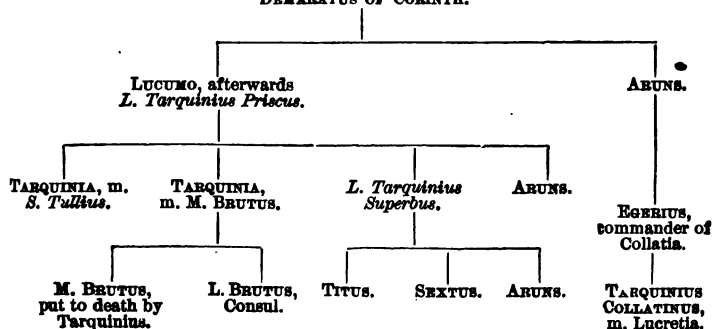 DEMARATUS OF CORINTH.
LUCUMO, afterwards
L. Tarquinius Priscus.
ARUNS.
TARQUINIA, m.
S. Tullius.
TARQUINIA,
m. M. BRUTUS.
L. Tarquinius
Superbus.
ARUNS.
EGERIUS,
commander of
Collatia.
M. BRUTUS,
put to death by
Tarquinius.
L. BRUTUS,
Consul.
TITUS.
SEXTUS.
ARUNS.
TARQUINIUS
COLLATINUS,
m. Lucretia.